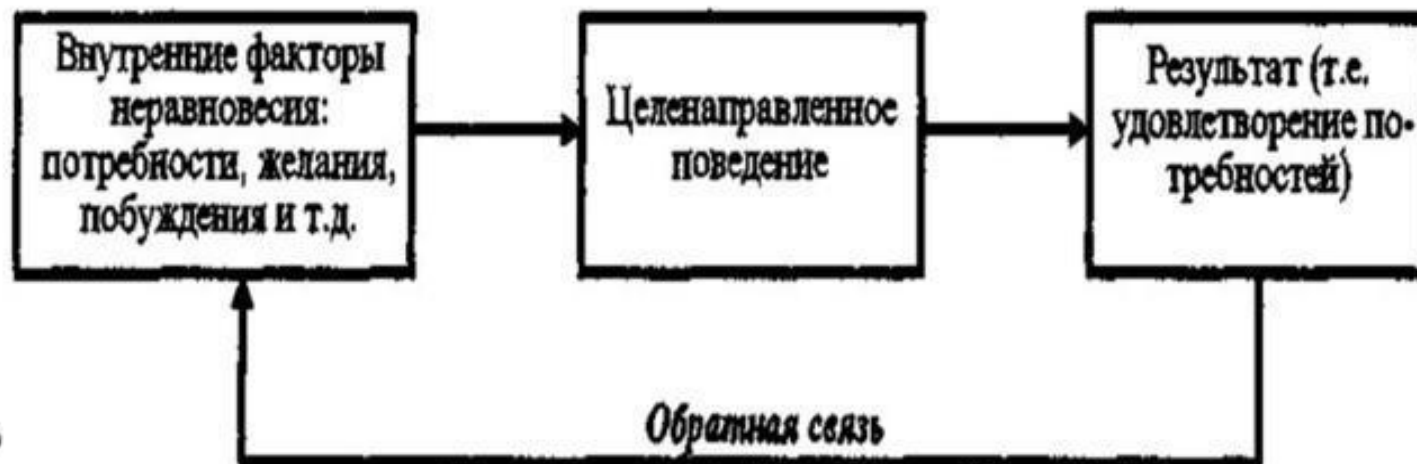 Внутренние факторы
неравновесия:
потребности, желания,
побуждения и т.д.
Целенаправленное
поведение
Результат (т.е.
удовлетворение по-
требностей)
Обратная связь